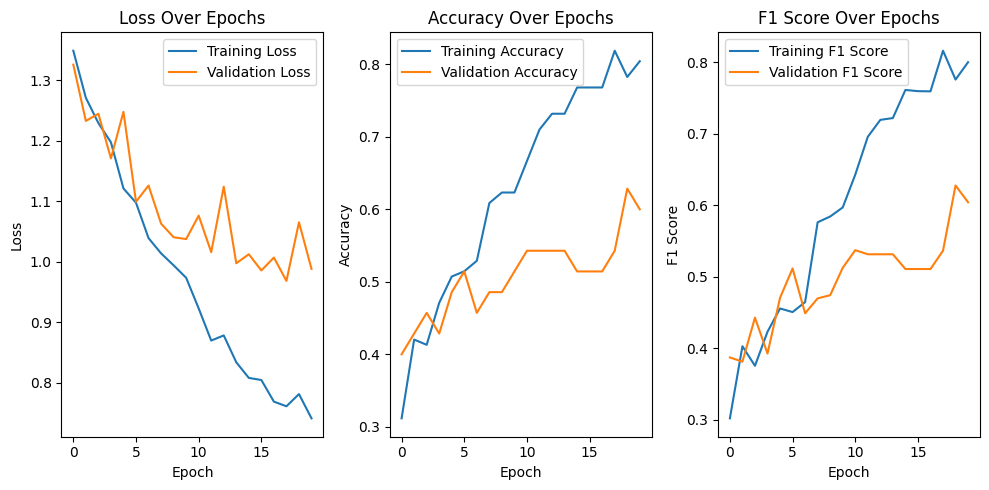 Loss Over Epochs
Training Loss
Validation Loss
1.3
1.2
1.1
1.0
0.9
0.8
Loss
0
5
10
15
Epoch
Accuracy Over Epochs
Training Accuracy
Validation Accuracy
0.8
0.7
0.6
0.5
0.4
0.3
Accuracy
0
5
10
15
Epoch
F1 Score Over Epochs
Training F1 Score
Validation F1 Score
0.8
0.7
0.6
0.5
0.4
0.3
F1 Score
0
5
10
15
Epoch